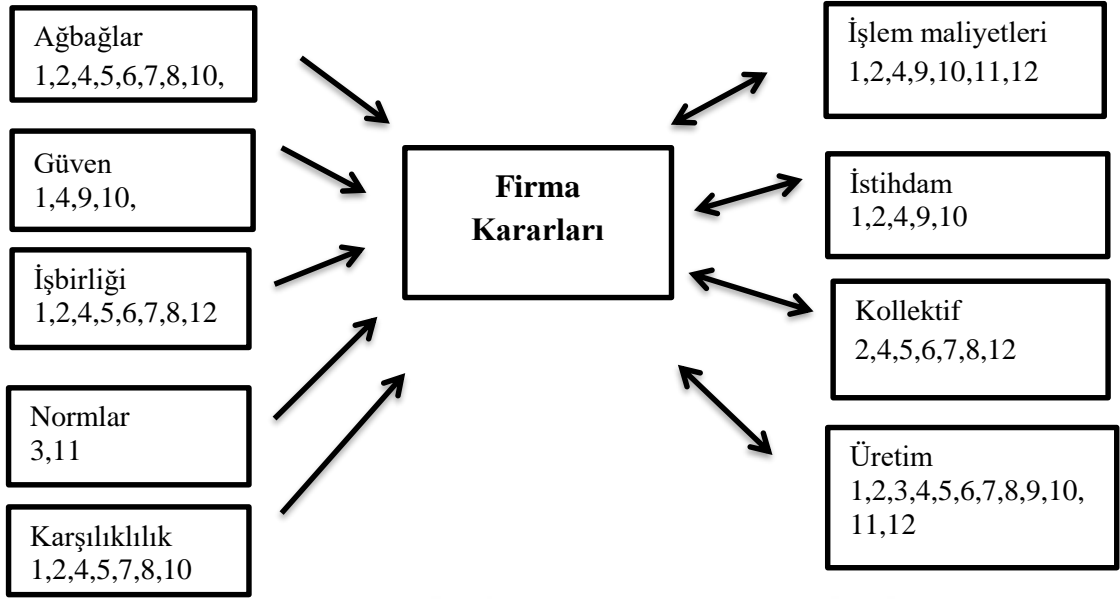 Ağbağlar
1,2,4,5,6,7,8,10,
Güven
1,4,9,10,
İşbirliği
1,2,4,5,6,7,8,12
Normlar
3,11
Karşılıklılık
1,2,4,5,7,8,10
Firma
Kararları
İşlem maliyetleri
1,2,4,9,10,11,12
İstihdam
1,2,4,9,10
Kollektif
2,4,5,6,7,8,12
Üretim
1,2,3,4,5,6,7,8,9,10,
11,12